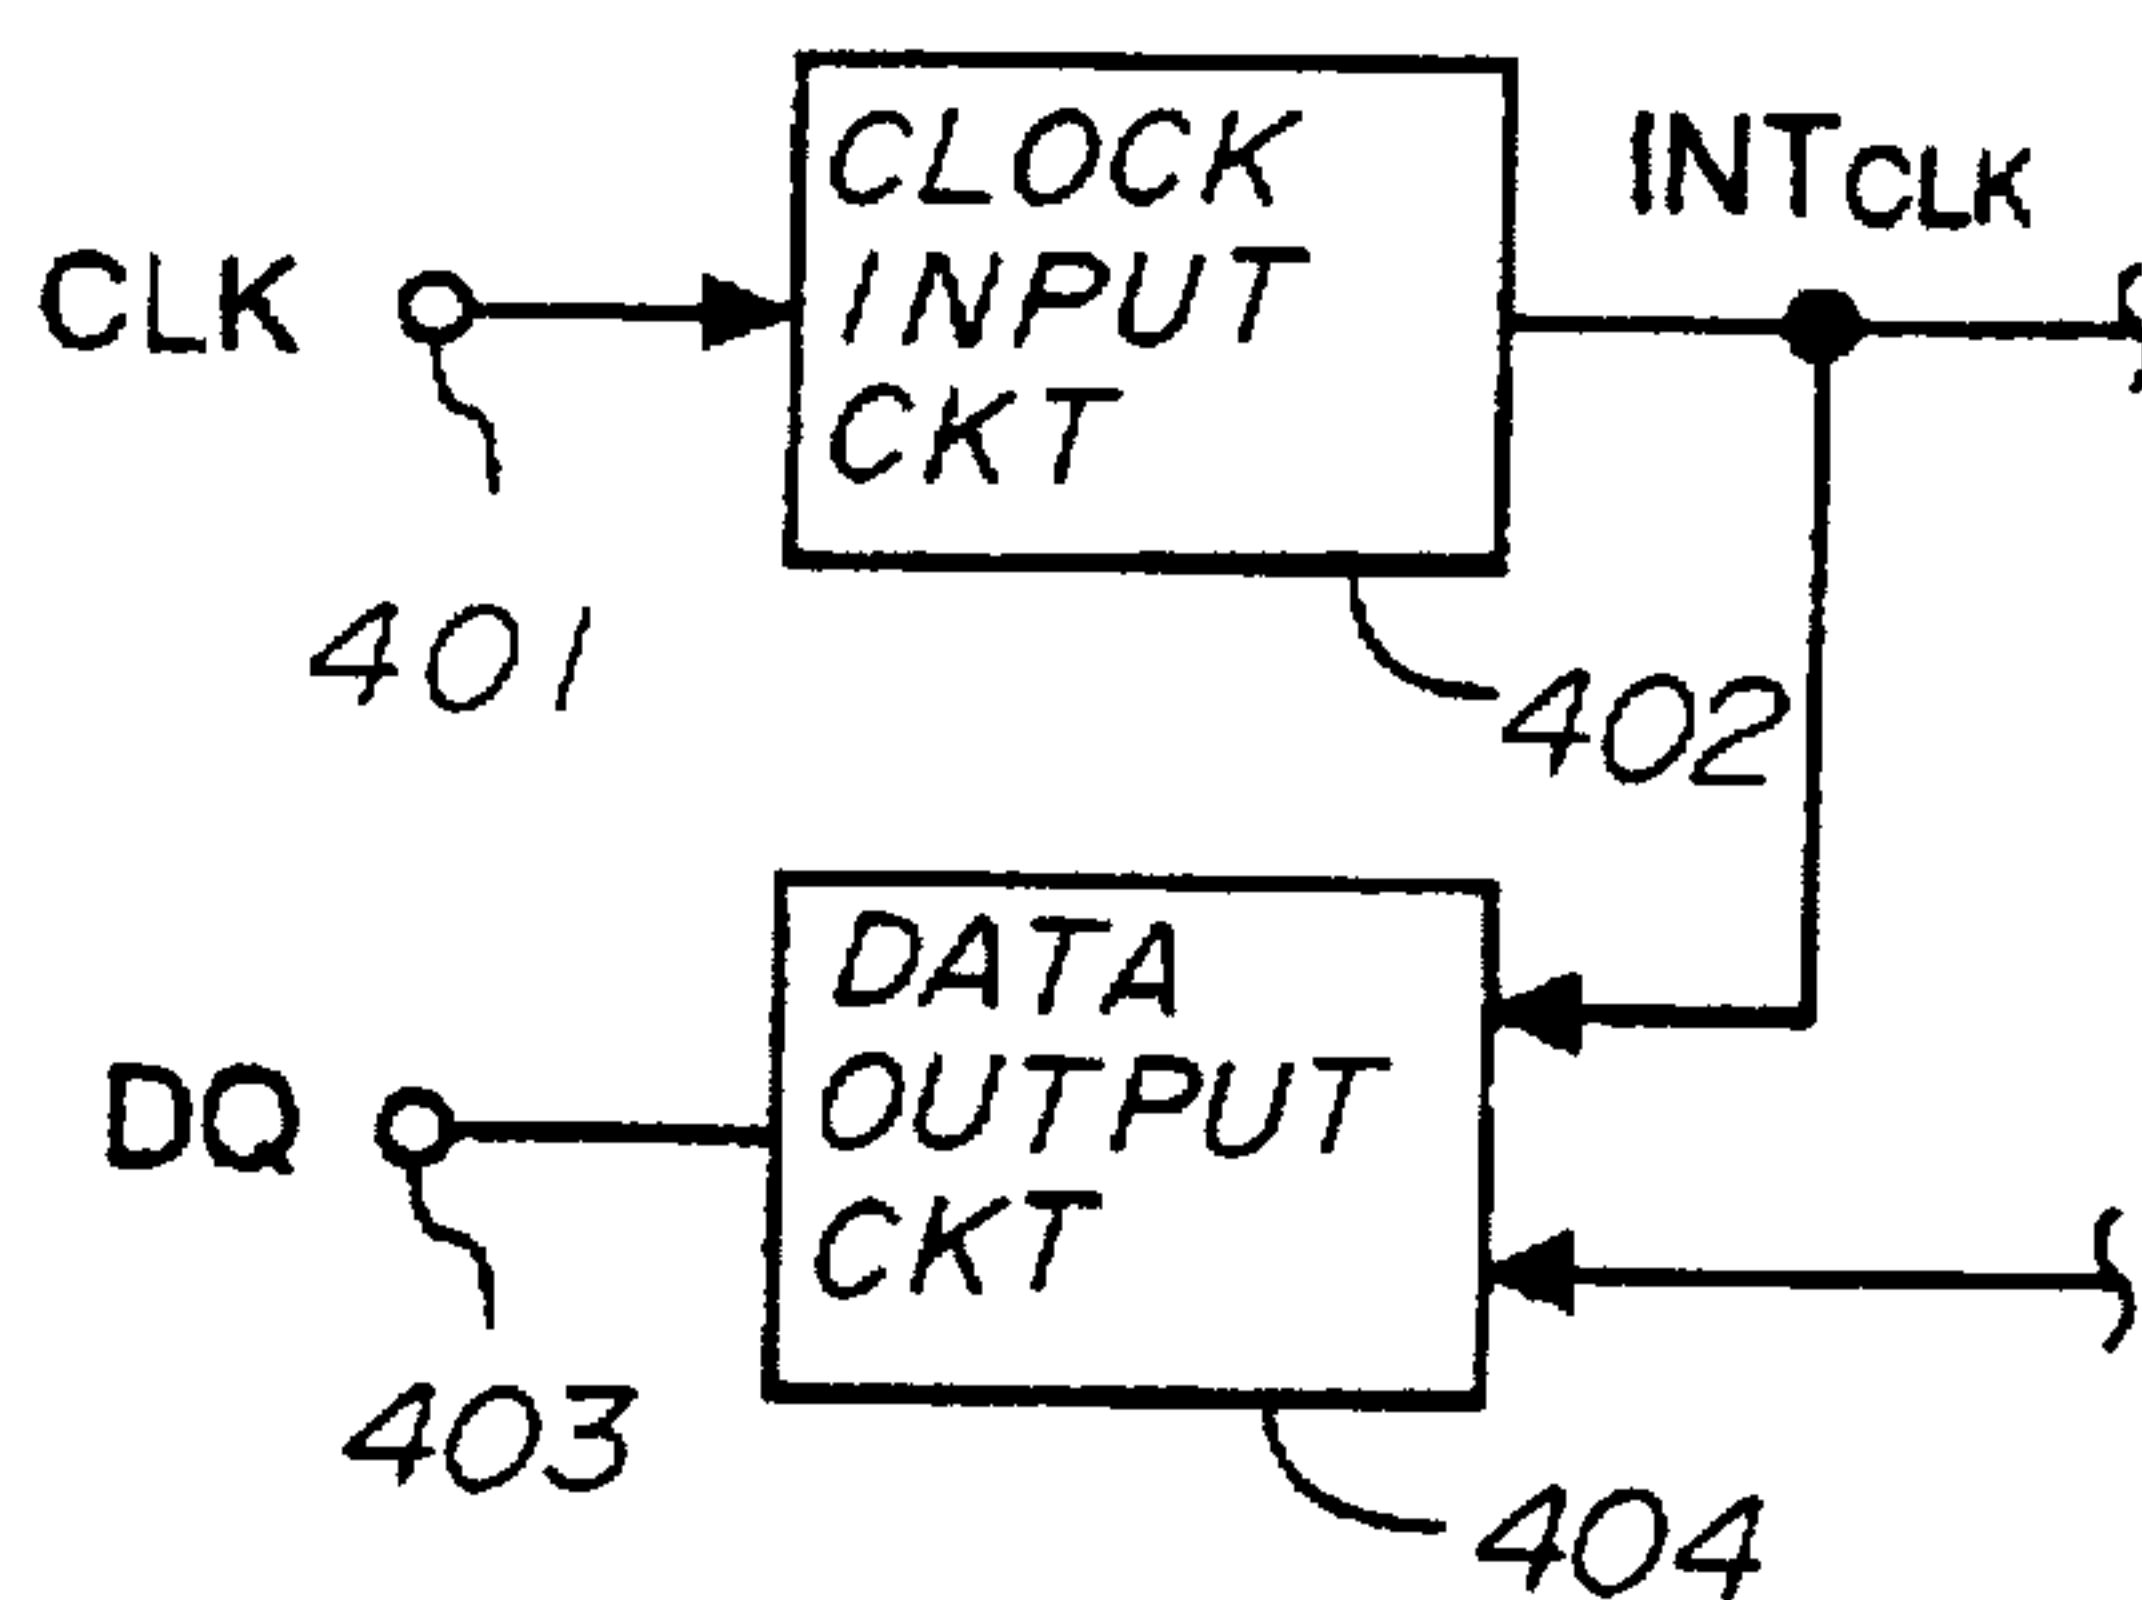 CLK
CLOCK
INPUT
CKT
INTCLK
401
402
DQ
DATA
OUTPUT
CKT
403
404